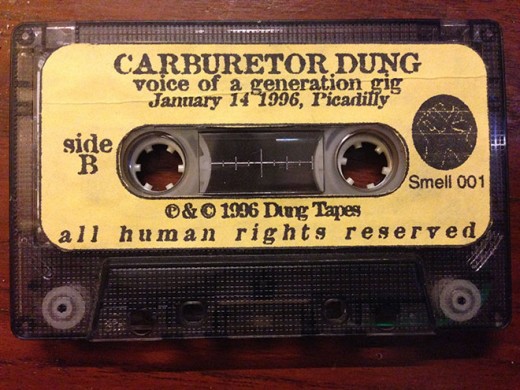 CARBURETOR DUNG
voice of a generation gig
January 14 1996, Picadilly
side
B
Smell 001
℗ & © 1996 Dung Tapes
all human rights reserved